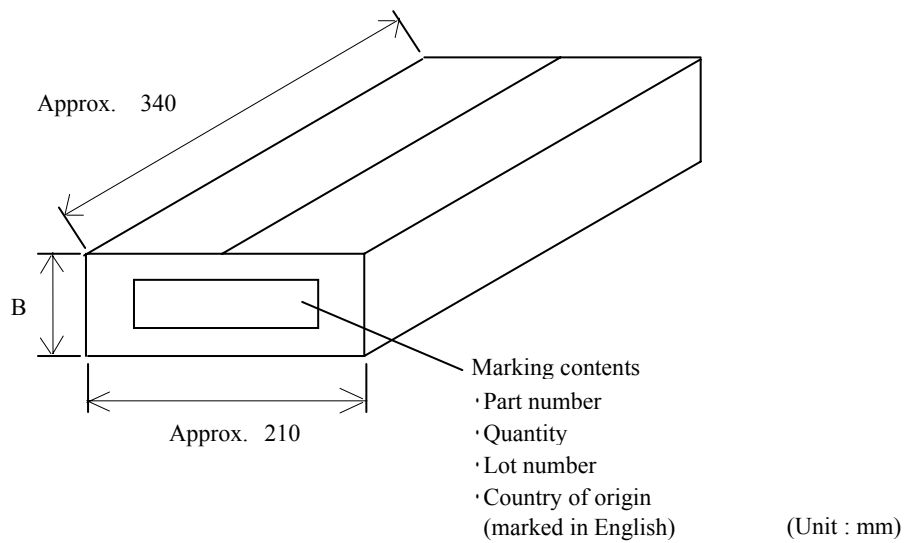 Approx. 340
B
Approx. 210
Marking contents
･Part number
･Quantity
･Lot number
･Country of origin
(marked in English)
(Unit : mm)